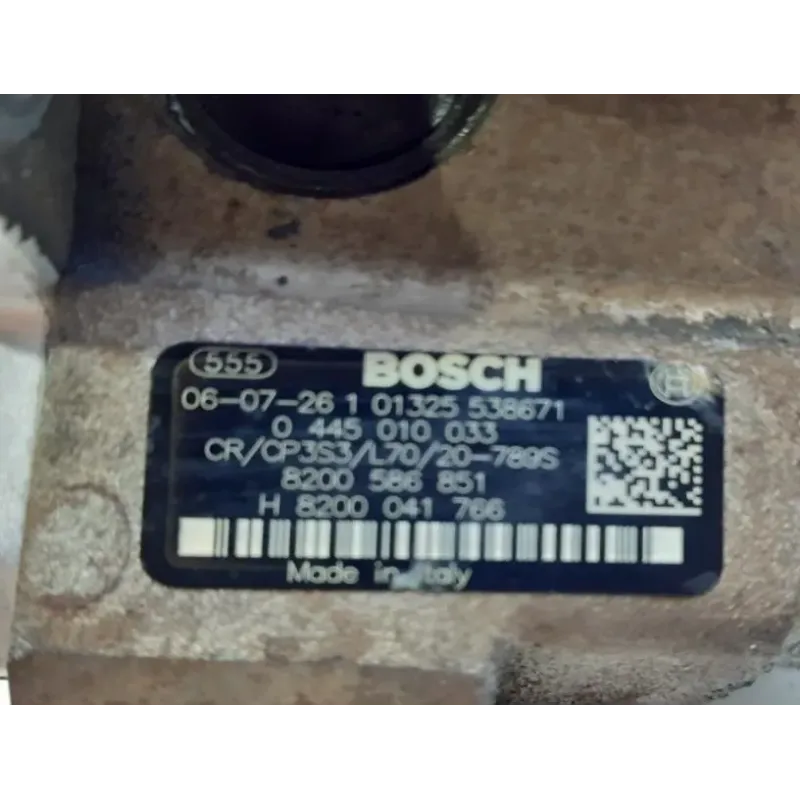 555 BOSCH
06-07-26 1 01325 538671
0 445 010 033
CR/CP3S3/L70/20-789S
8200 586 851
H 8200 041 766
Made in Italy